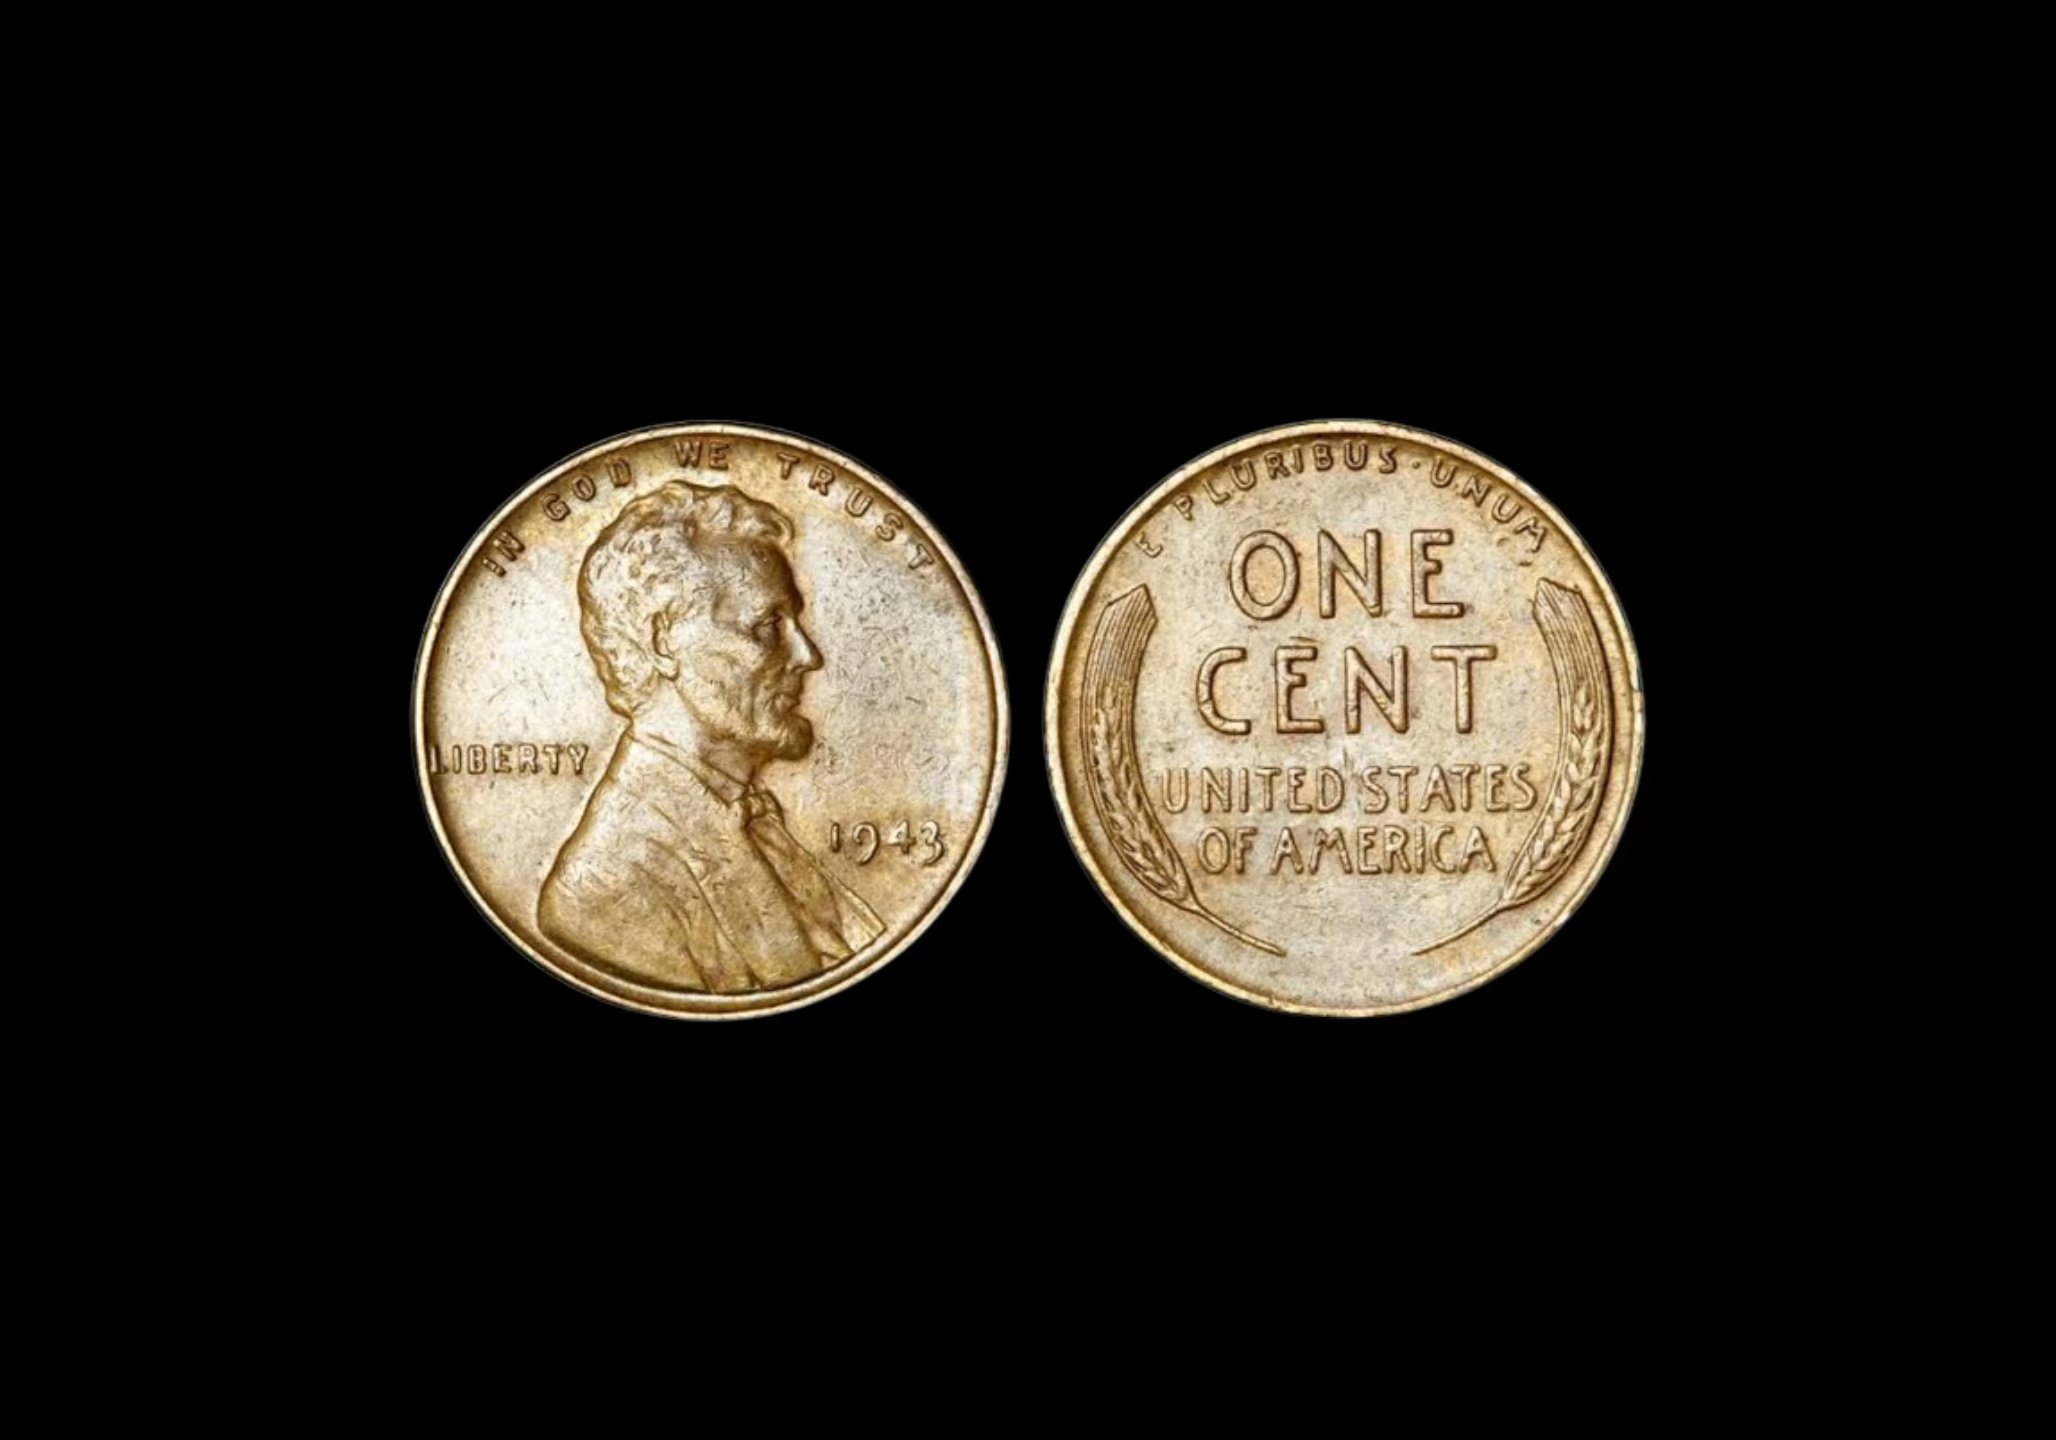 IN GOD WE TRUST
LIBERTY
1943
E PLURIBUS·UNUM
ONE
CENT
UNITED STATES
OF AMERICA